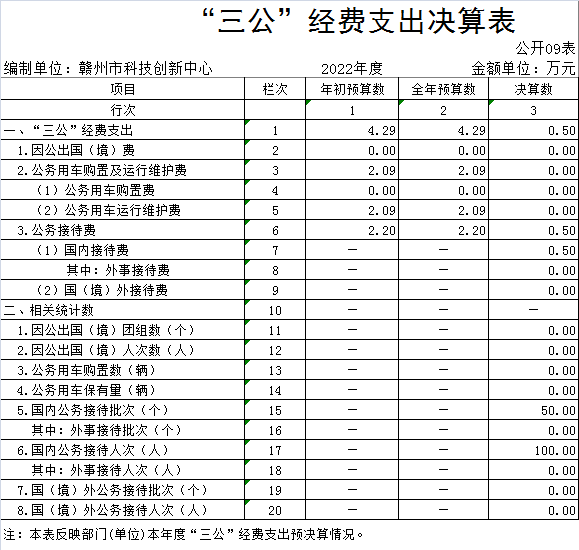 “三公”经费支出决算表
公开09表
编制单位：赣州市科技创新中心 2022年度 金额单位：万元
项目 栏次 年初预算数 全年预算数 决算数
行次 1 2 3
一、“三公”经费支出 1 4.29 4.29 0.50
1.因公出国（境）费 2 0.00 0.00 0.00
2.公务用车购置及运行维护费 3 2.09 2.09 0.00
（1）公务用车购置费 4 0.00 0.00 0.00
（2）公务用车运行维护费 5 2.09 2.09 0.00
3.公务接待费 6 2.20 2.20 0.50
（1）国内接待费 7 — — 0.50
其中：外事接待费 8 — — 0.00
（2）国（境）外接待费 9 — — 0.00
二、相关统计数 10 — — —
1.因公出国（境）团组数（个） 11 — — 0.00
2.因公出国（境）人次数（人） 12 — — 0.00
3.公务用车购置数（辆） 13 — — 0.00
4.公务用车保有量（辆） 14 — — 0.00
5.国内公务接待批次（个） 15 — — 50.00
其中：外事接待批次（个） 16 — — 0.00
6.国内公务接待人次（人） 17 — — 100.00
其中：外事接待人次（人） 18 — — 0.00
7.国（境）外公务接待批次（个） 19 — — 0.00
8.国（境）外公务接待人次（人） 20 — — 0.00
注：本表反映部门(单位)本年度“三公”经费支出预决算情况。